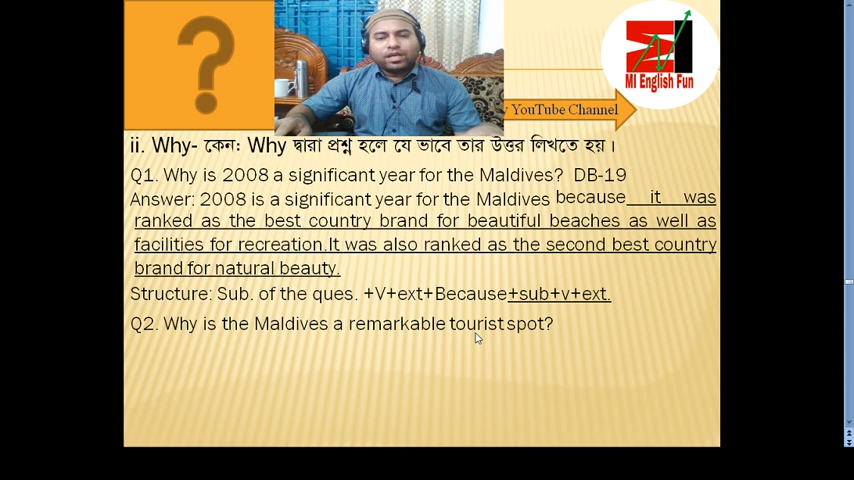 MI English Fun
YouTube Channel
ii. Why- কেন: Why দ্বারা প্রশ্ন হলে যে ভাবে তার উত্তর লিখতে হয়।
Q1. Why is 2008 a significant year for the Maldives? DB-19
Answer: 2008 is a significant year for the Maldives because it was
ranked as the best country brand for beautiful beaches as well as
facilities for recreation.It was also ranked as the second best country
brand for natural beauty.
Structure: Sub. of the ques. +V+ext+Because+sub+v+ext.
Q2. Why is the Maldives a remarkable tourist spot?